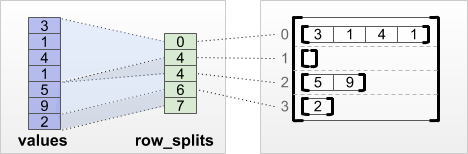 3
1
4
1
5
9
2
values
0
4
4
6
7
row_splits
0 [ 3 1 4 1 ]
1 [ ]
2 [ 5 9 ]
3 [ 2 ]